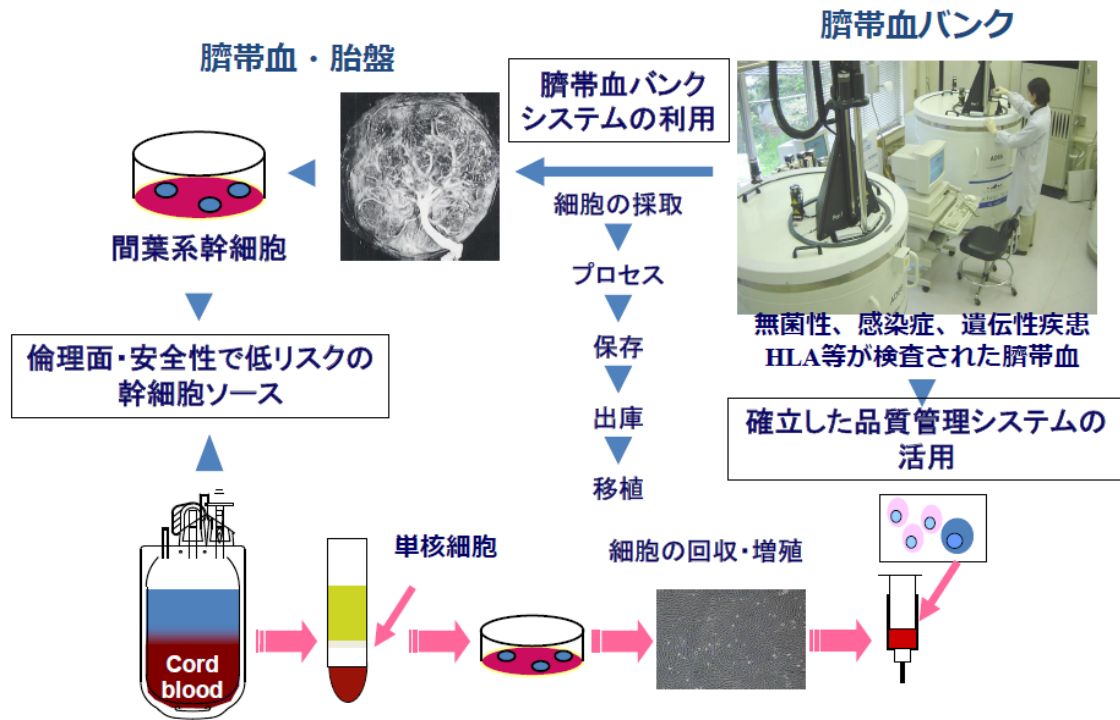 臍帯血バンク
臍帯血・胎盤
臍帯血バンク
システムの利用
細胞の採取
プロセス
保存
出庫
移植
間葉系幹細胞
倫理面・安全性で低リスクの
幹細胞ソース
無菌性、感染症、遺伝性疾患
HLA等が検査された臍帯血
確立した品質管理システムの
活用
単核細胞
細胞の回収・増殖
Cord
blood